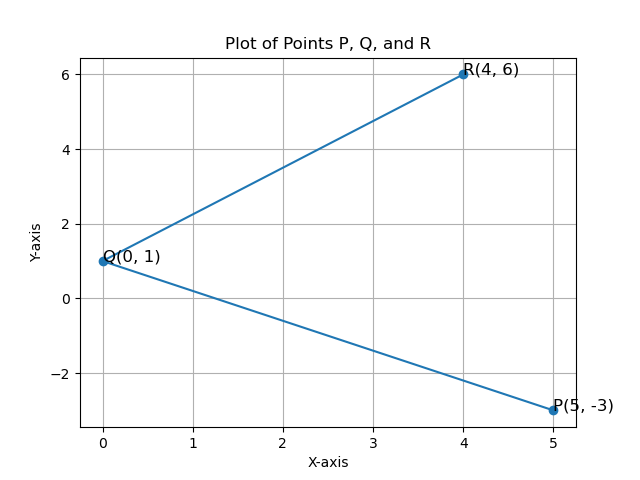 Plot of Points P, Q, and R
R(4, 6)
Q(0, 1)
P(5, -3)
6
4
2
0
−2
0 1 2 3 4 5
X-axis
Y-axis